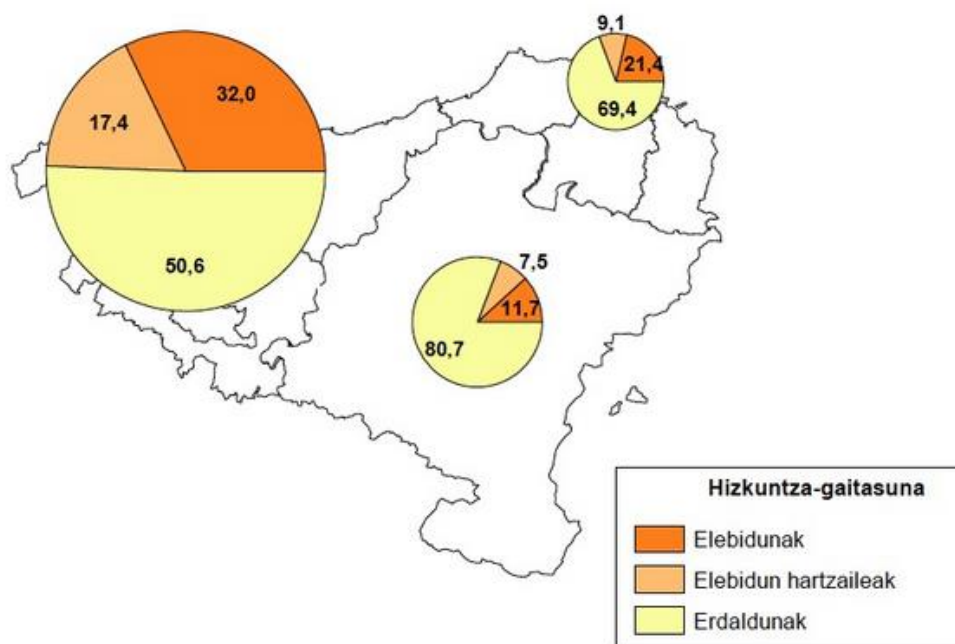 9,1
21,4
69,4
32,0
17,4
50,6
7,5
11,7
80,7
Hizkuntza-gaitasuna
Elebidunak
Elebidun hartzaileak
Erdaldunak